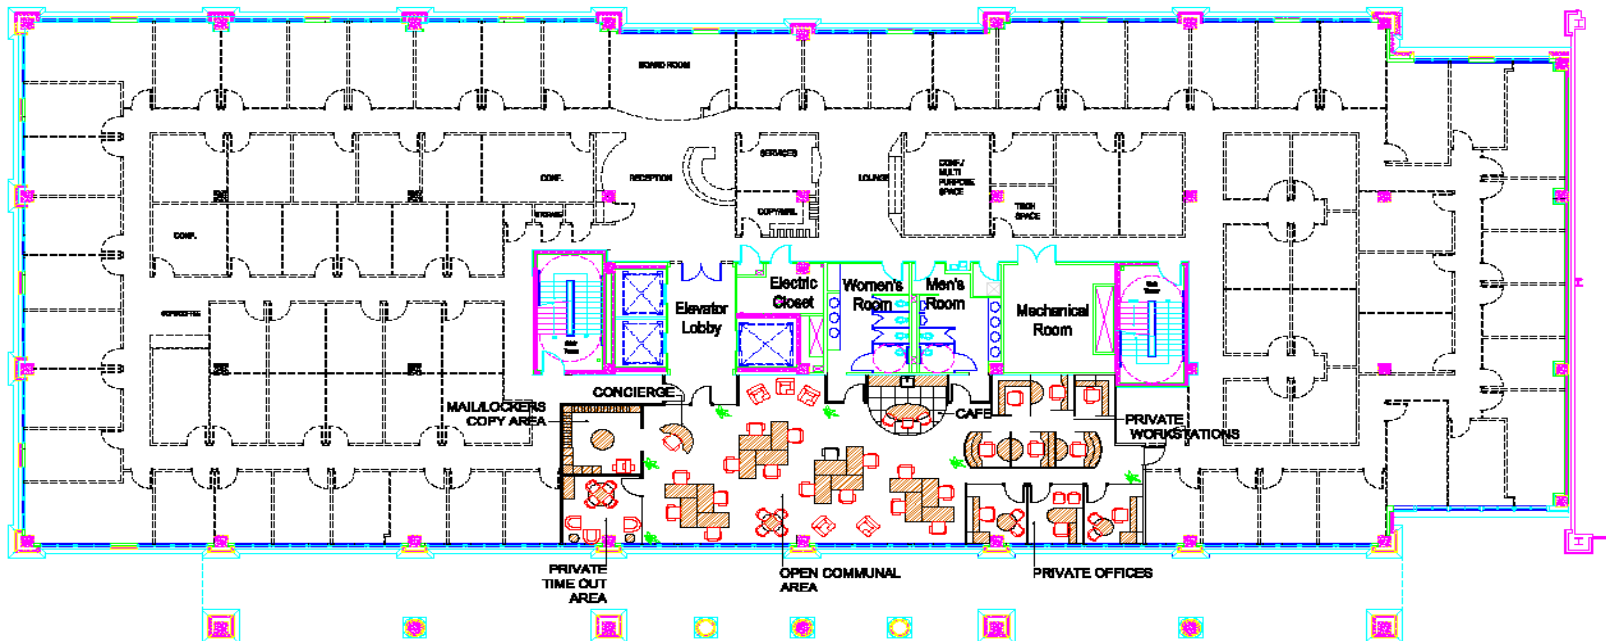 BOARD ROOM
SERVICES
CONF./
MULTI
PURPOSE
SPACE
CONF.
RECEPTION
LOUNGE
COPY/MAIL
STORAGE
TECH
SPACE
CONF.
Electric
Closet
Women's
Room
Men's
Room
Elevator
Lobby
Mechanical
Room
CONCIERGE
MAIL/LOCKERS
COPY AREA
CAFE
PRIVATE
WORKSTATIONS
PRIVATE
TIME OUT
AREA
OPEN COMMUNAL
AREA
PRIVATE OFFICES